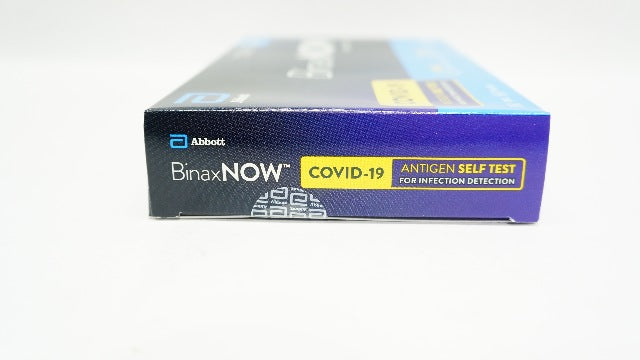 Abbott
BinaxNOW™
COVID-19
ANTIGEN SELF TEST
FOR INFECTION DETECTION